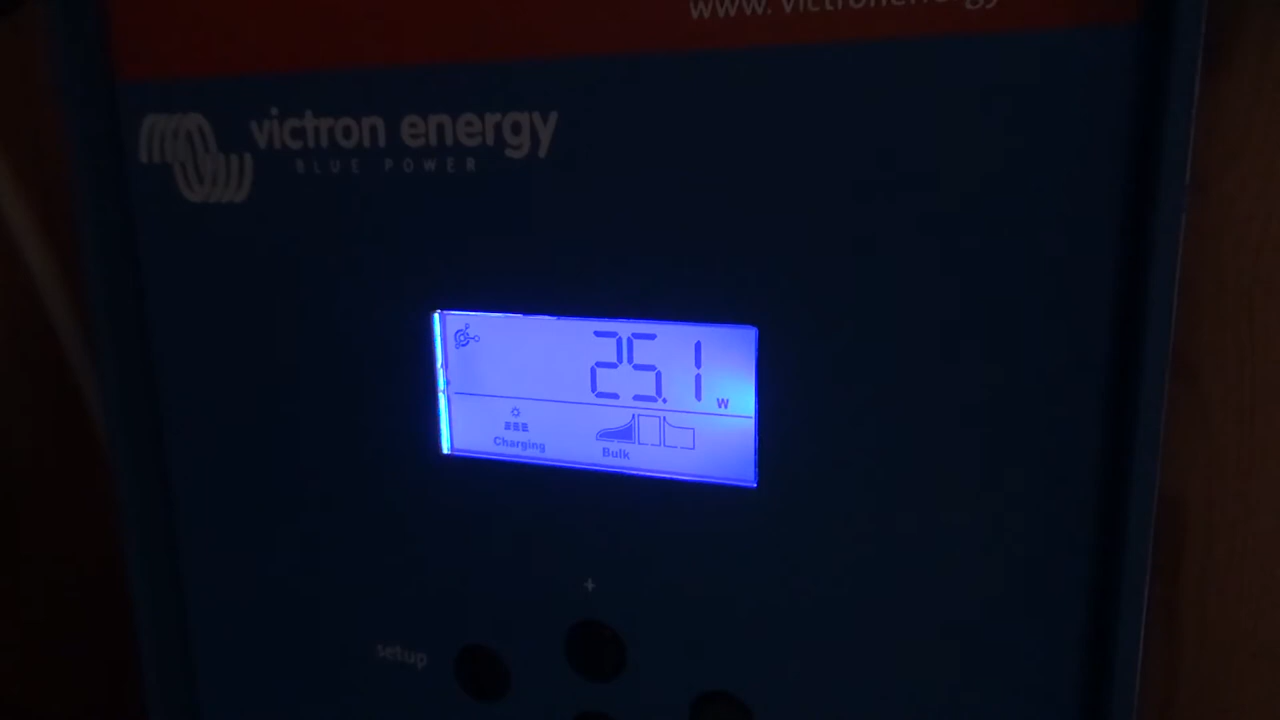 www.victronenergy
victron energy
BLUE POWER
25.1
W
Charging
Bulk
+
setup